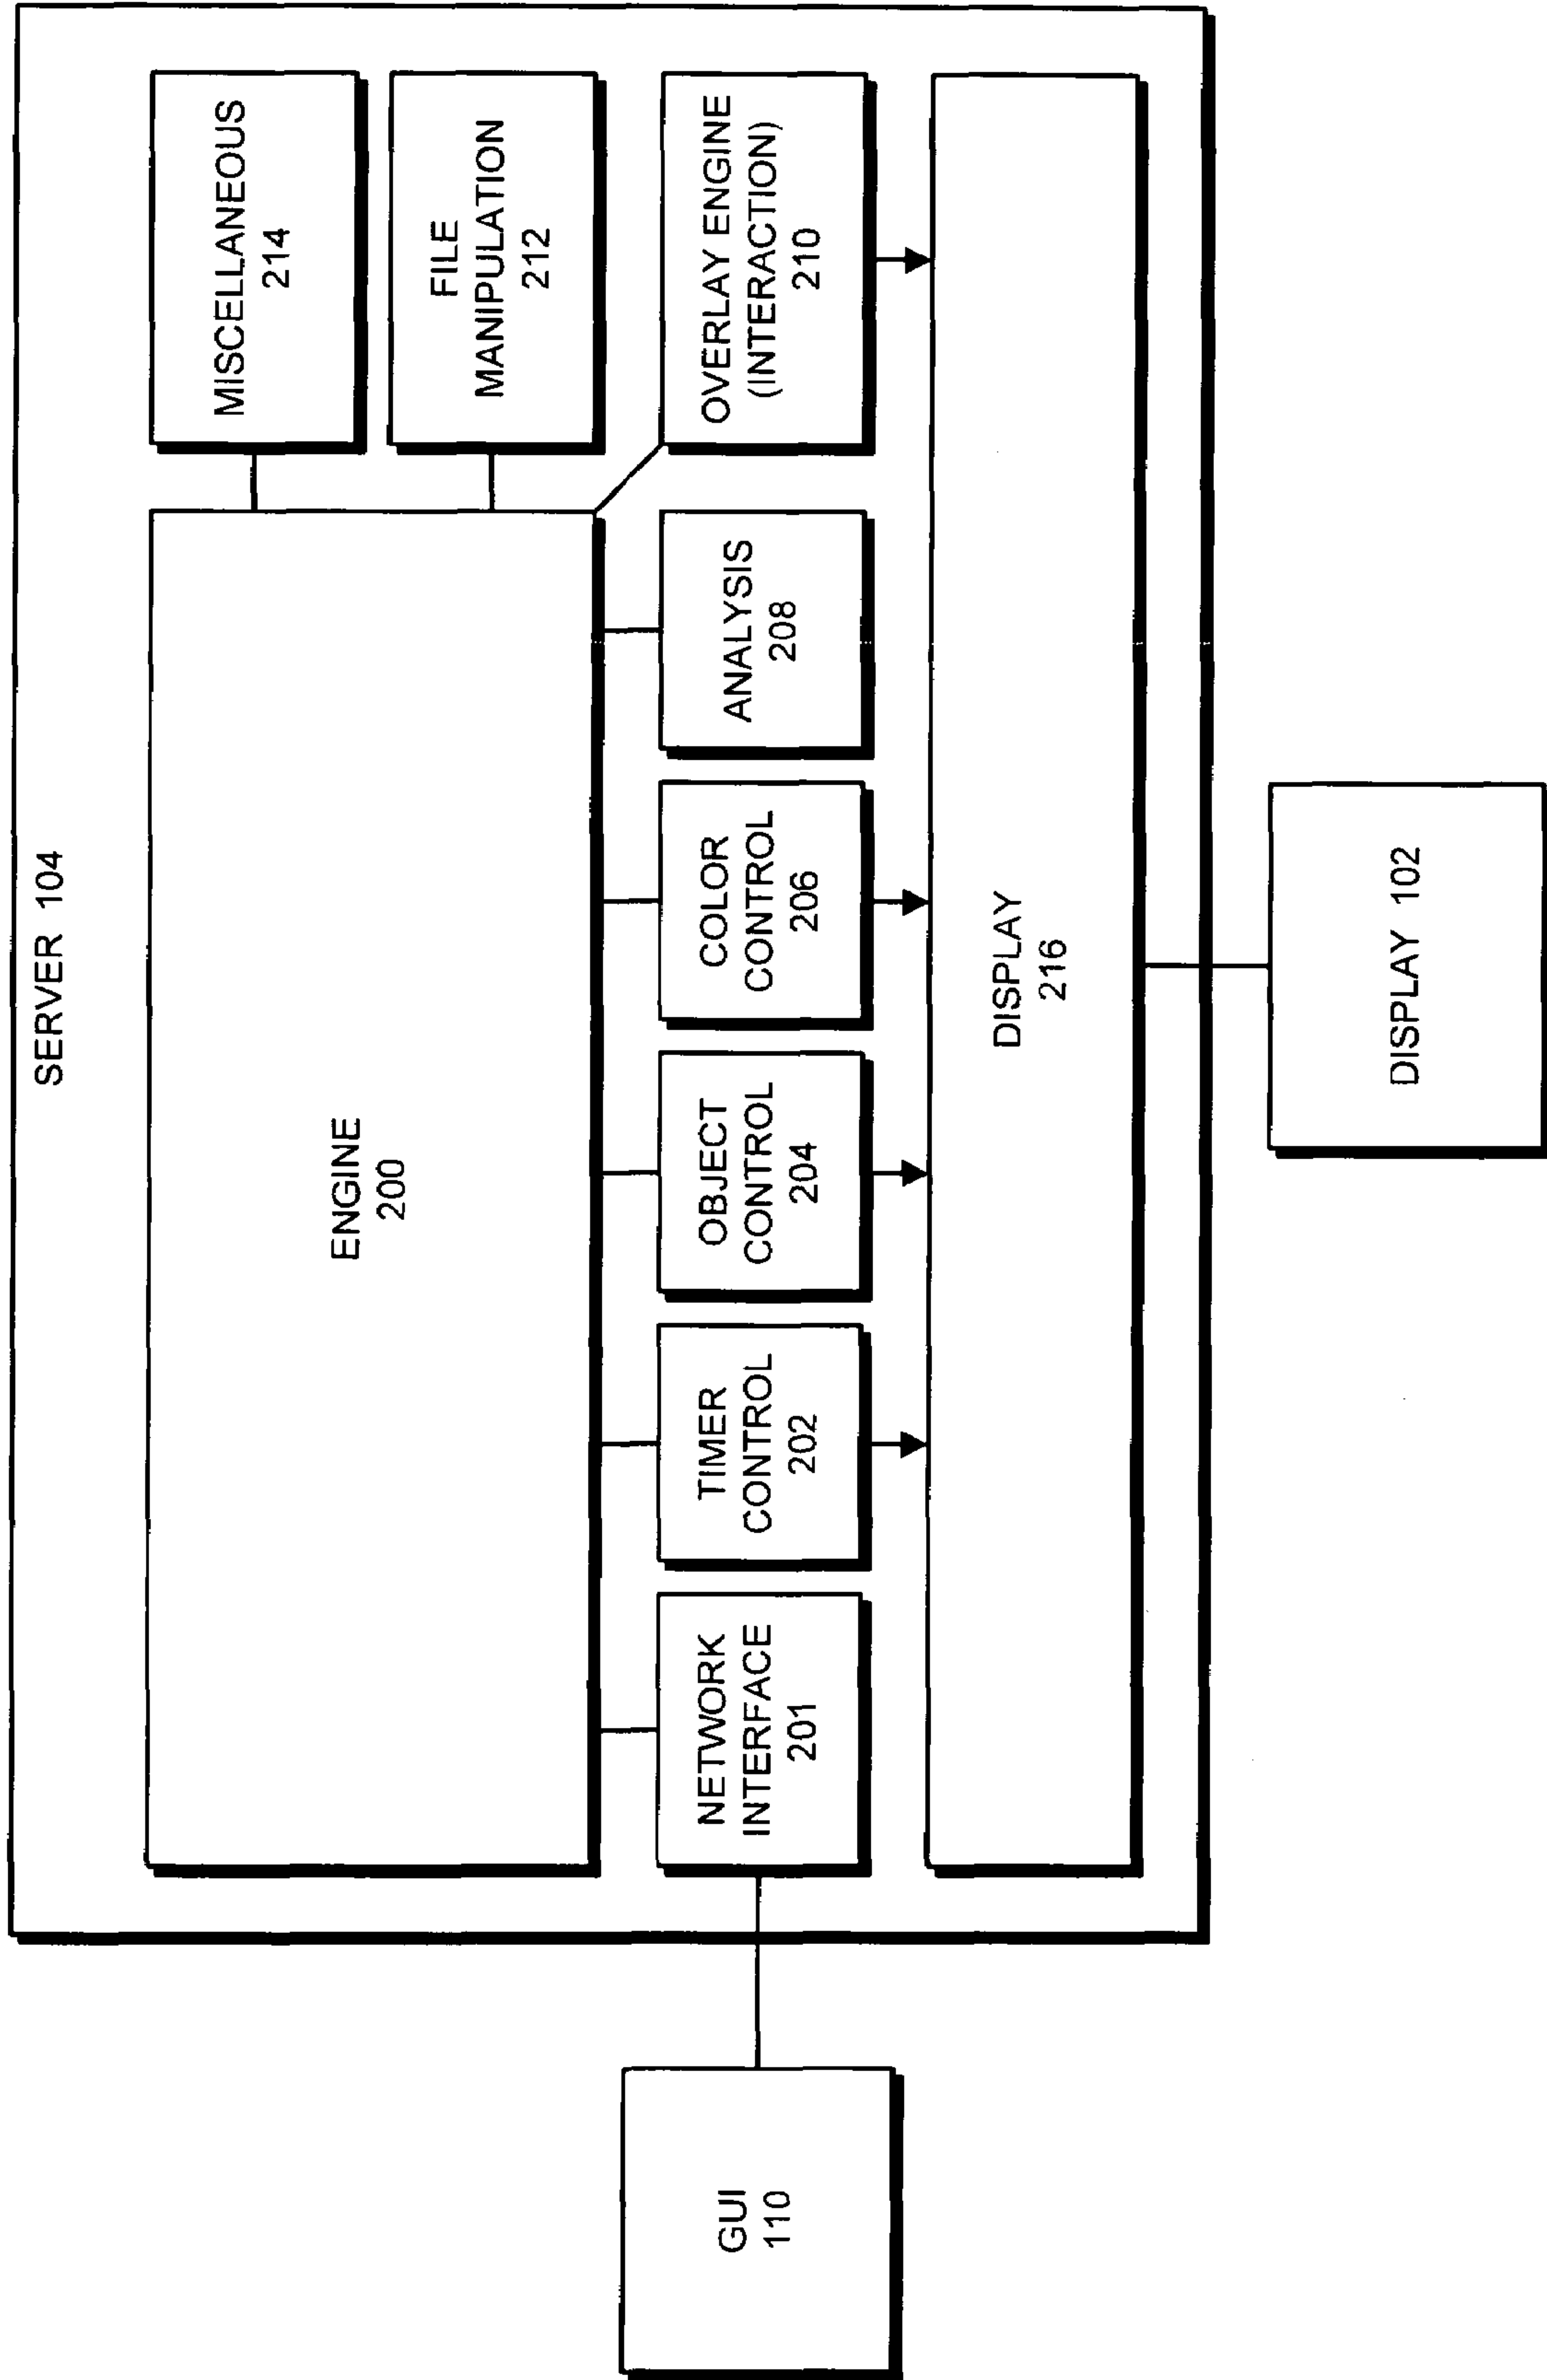 SERVER 104
ENGINE
200
MISCELLANEOUS
214
FILE
MANIPULATION
212
NETWORK
INTERFACE
201
TIMER
CONTROL
202
OBJECT
CONTROL
204
COLOR
CONTROL
206
ANALYSIS
208
OVERLAY ENGINE
(INTERACTION)
210
GUI
110
DISPLAY
216
DISPLAY 102